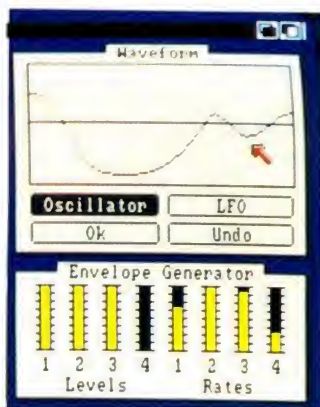 Waveform
Oscillator LFO
Ok Undo
Envelope Generator
1 2 3 4 1 2 3 4
Levels Rates